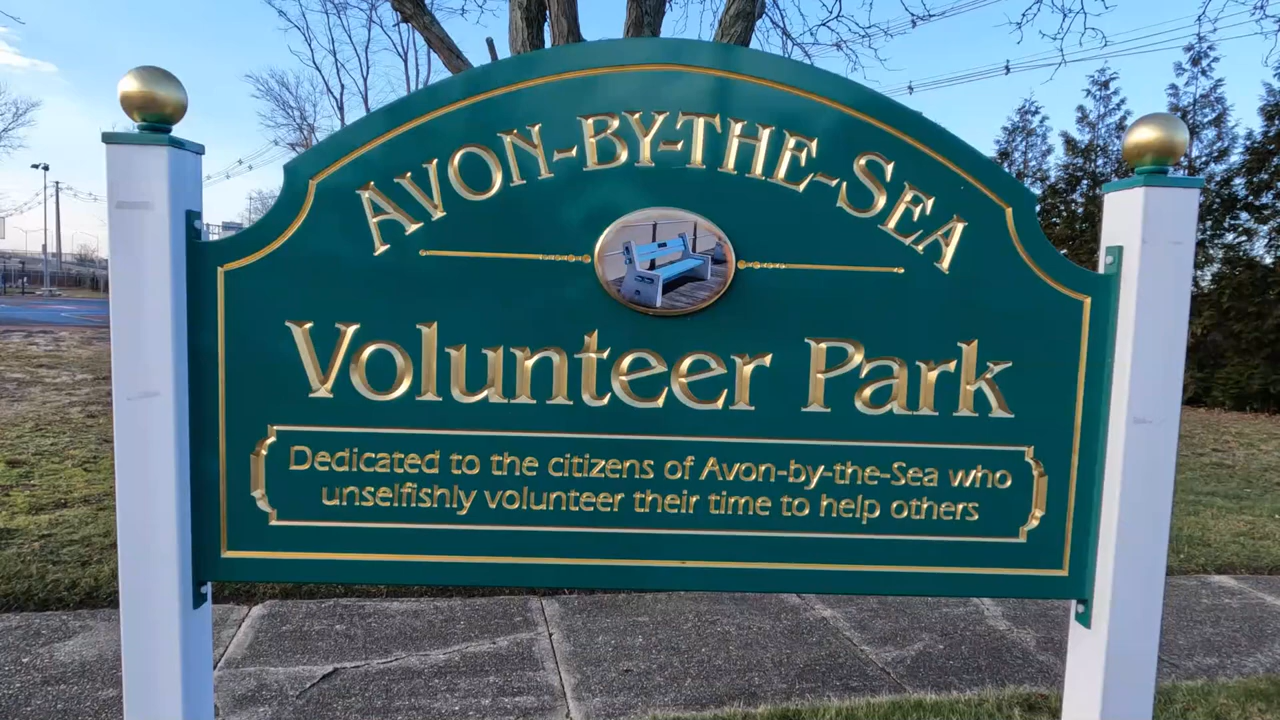 AVON-BY-THE-SEA
Volunteer Park
Dedicated to the citizens of Avon-by-the-Sea who
unselfishly volunteer their time to help others